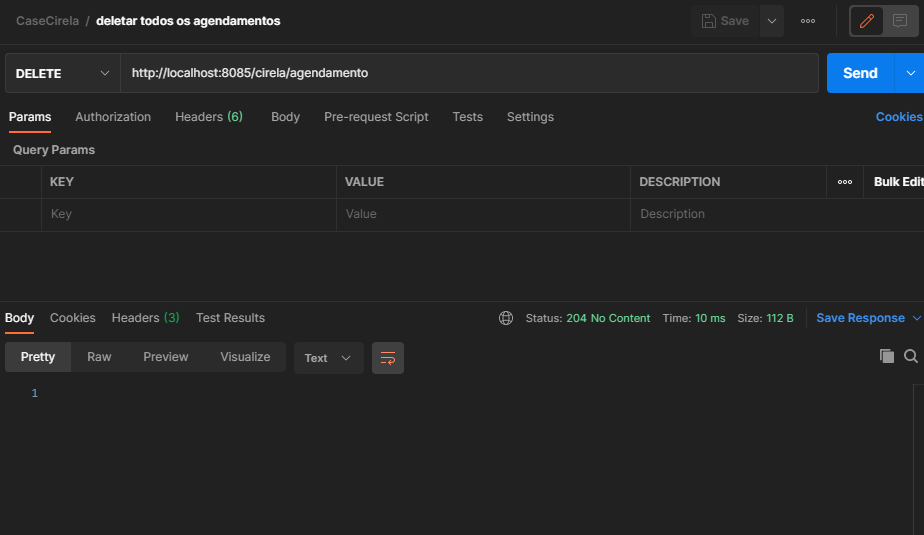 CaseCirela / deletar todos os agendamentos Save
DELETE http://localhost:8085/cirela/agendamento Send
Params Authorization Headers (6) Body Pre-request Script Tests Settings Cookies
Query Params
KEY VALUE DESCRIPTION Bulk Edit
Key Value Description
Body Cookies Headers (3) Test Results Status: 204 No Content Time: 10 ms Size: 112 B Save Response
Pretty Raw Preview Visualize Text
1